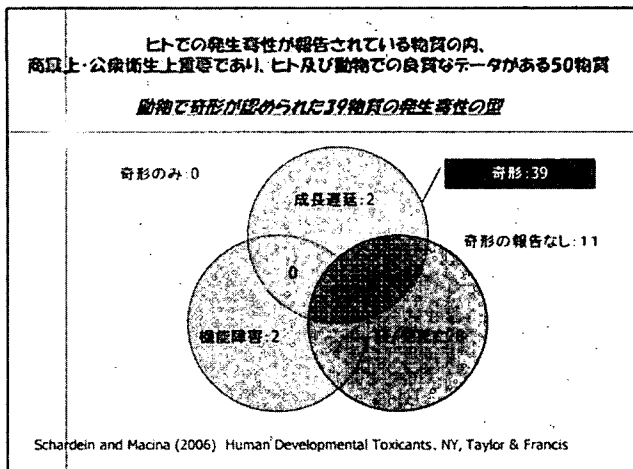 ヒトでの発生毒性が報告されている物質の内、
商業上・公衆衛生上重要であり、ヒト及び動物での良質なデータがある50物質
動物で奇形が認められた39物質の発生毒性の型
奇形のみ:0
奇形:39
成長遅延:2
奇形の報告なし:11
0
機能障害:2
Schardein and Macina (2006) Human Developmental Toxicants, NY, Taylor & Francis